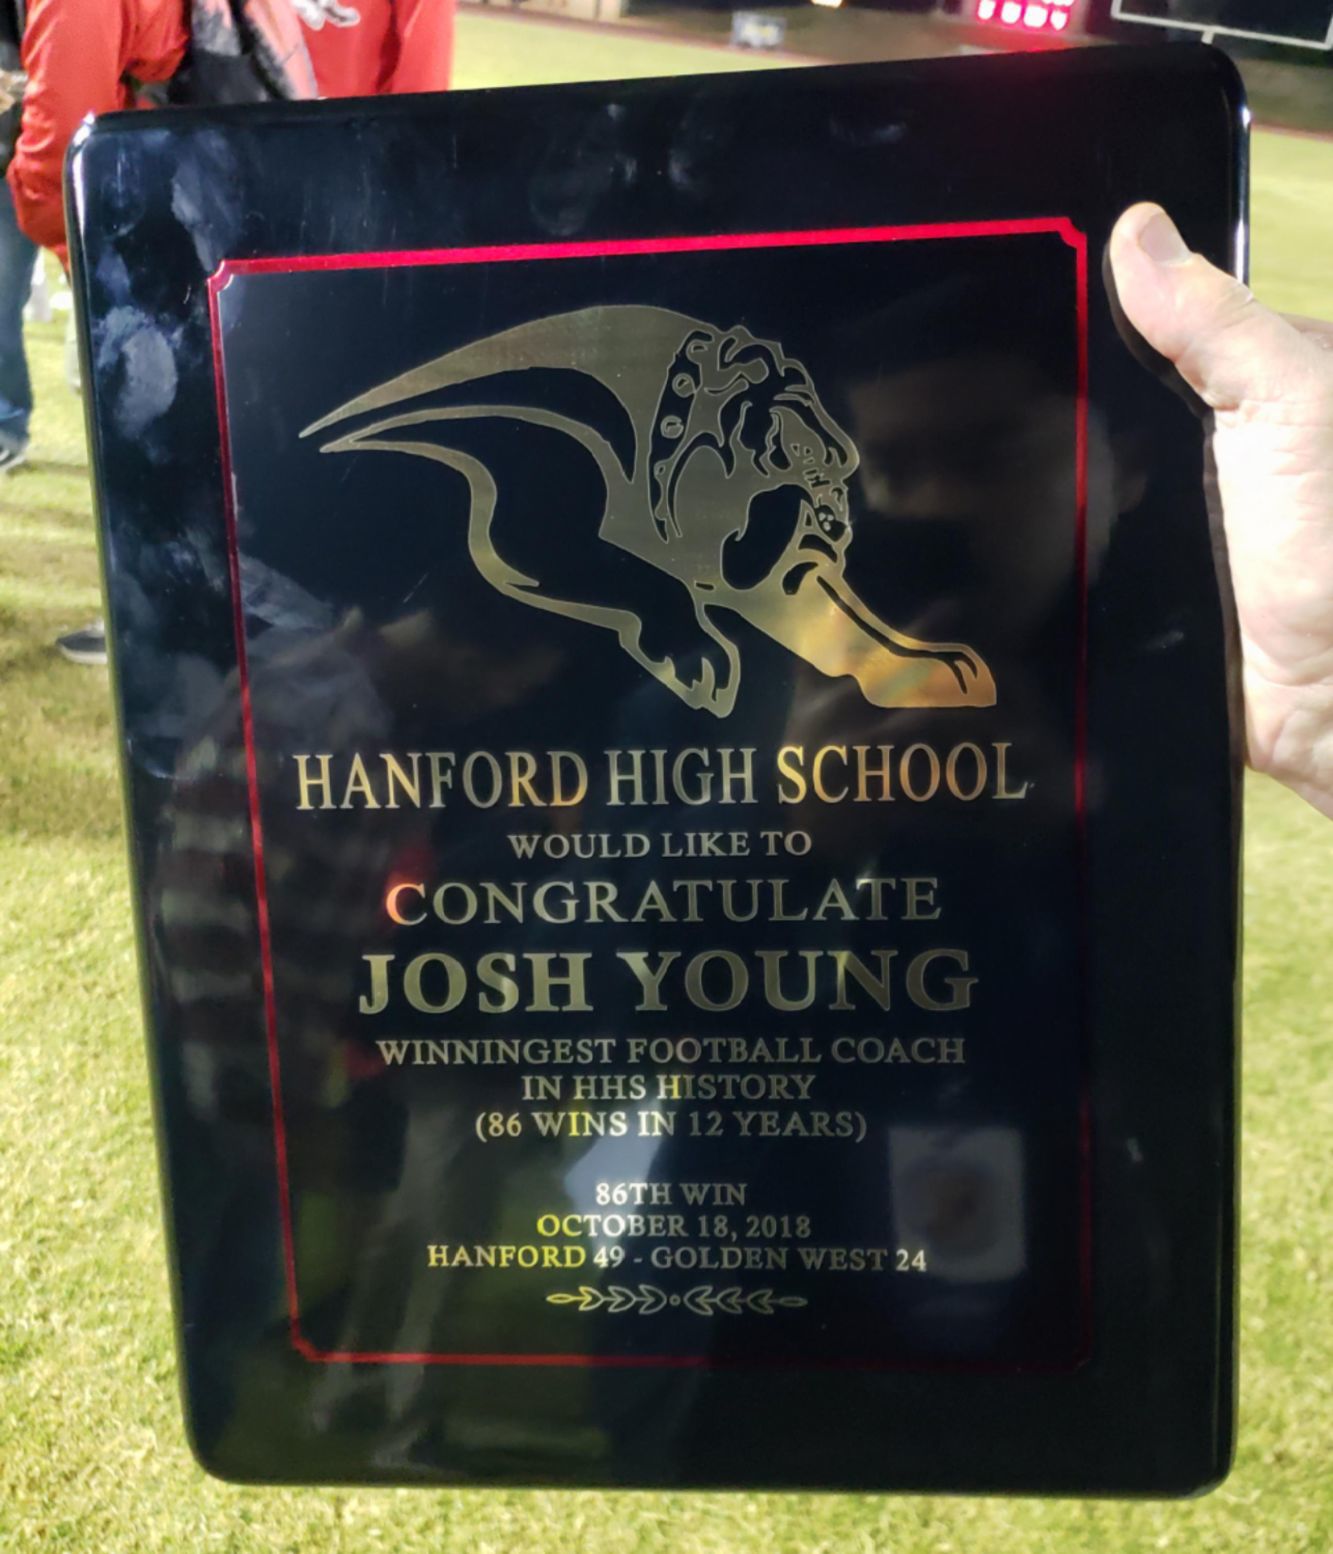 HANFORD HIGH SCHOOL
WOULD LIKE TO
CONGRATULATE
JOSH YOUNG
WINNINGEST FOOTBALL COACH
IN HHS HISTORY
(86 WINS IN 12 YEARS)
86TH WIN
OCTOBER 18, 2018
HANFORD 49 - GOLDEN WEST 24